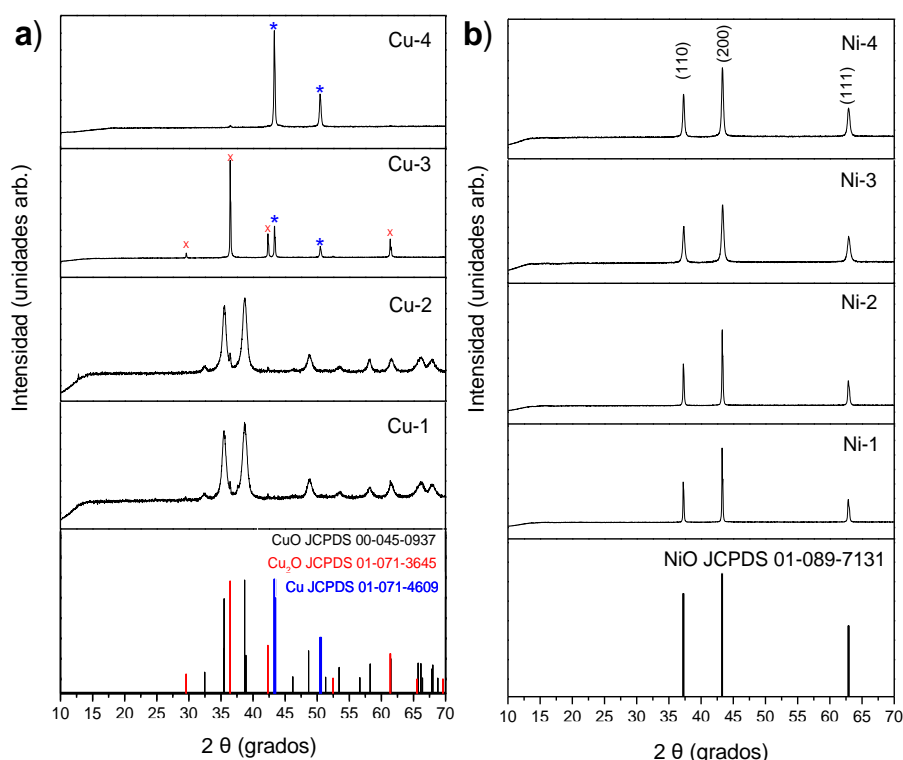 a)
Cu-4
*
*
Cu-3
x
x
*
*
x
x
Cu-2
Cu-1
CuO JCPDS 00-045-0937
Cu2O JCPDS 01-071-3645
Cu JCPDS 01-071-4609
10 15 20 25 30 35 40 45 50 55 60 65 70
2 θ (grados)
Intensidad (unidades arb.)
b)
Ni-4
(110)
(200)
(111)
Ni-3
Ni-2
Ni-1
NiO JCPDS 01-089-7131
10 15 20 25 30 35 40 45 50 55 60 65 70
2 θ (grados)
Intensidad (unidades arb.)